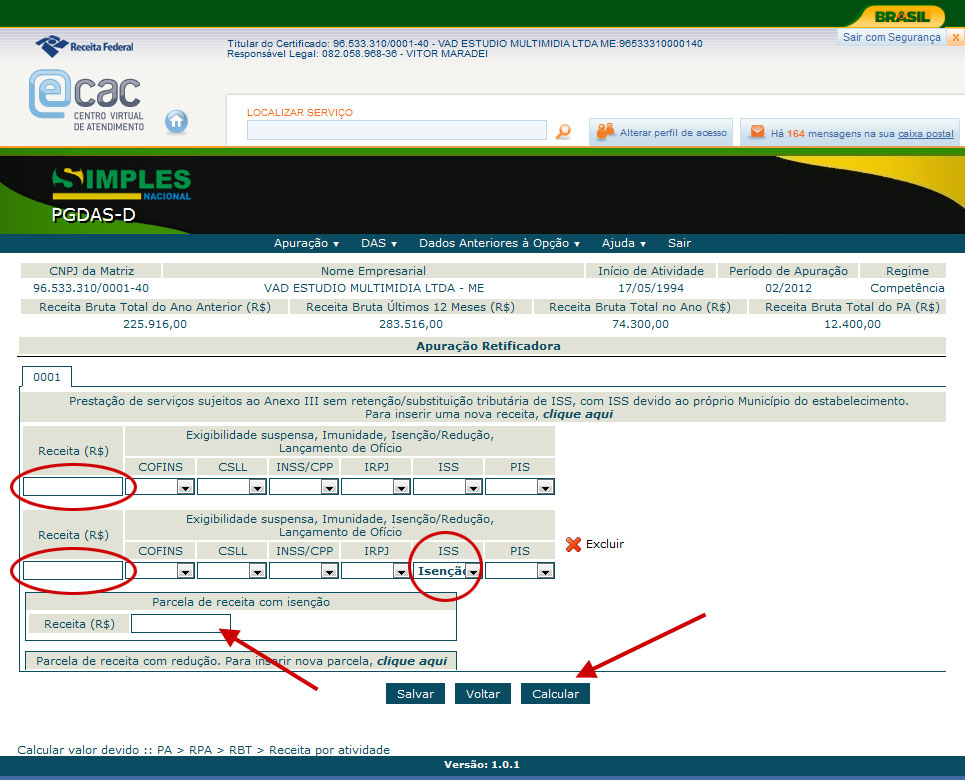 BRASIL
Sair com Segurança x
Receita Federal
Titular do Certificado: 96.533.310/0001-40 - VAD ESTUDIO MULTIMIDIA LTDA ME:96533310000140
Responsável Legal: 082.058.968-36 - VITOR MARADEI
e cac
CENTRO VIRTUAL
DE ATENDIMENTO
LOCALIZAR SERVIÇO
Alterar perfil de acesso
Há 164 mensagens na sua caixa postal
SIMPLES
NACIONAL
PGDAS-D
Apuração DAS Dados Anteriores à Opção Ajuda Sair
CNPJ da Matriz Nome Empresarial Início de Atividade Período de Apuração Regime
96.533.310/0001-40 VAD ESTUDIO MULTIMIDIA LTDA - ME 17/05/1994 02/2012 Competência
Receita Bruta Total do Ano Anterior (R$) Receita Bruta Últimos 12 Meses (R$) Receita Bruta Total no Ano (R$) Receita Bruta Total do PA (R$)
225.916,00 283.516,00 74.300,00 12.400,00
Apuração Retificadora
0001
Prestação de serviços sujeitos ao Anexo III sem retenção/substituição tributária de ISS, com ISS devido ao próprio Município do estabelecimento.
Para inserir uma nova receita, clique aqui
Receita (R$)
Exigibilidade suspensa, Imunidade, Isenção/Redução,
Lançamento de Ofício
COFINS CSLL INSS/CPP IRPJ ISS PIS
Receita (R$)
Exigibilidade suspensa, Imunidade, Isenção/Redução,
Lançamento de Ofício
COFINS CSLL INSS/CPP IRPJ ISS PIS
Excluir
Isenção
Parcela de receita com isenção
Receita (R$)
Parcela de receita com redução. Para inserir nova parcela, clique aqui
Salvar Voltar Calcular
Calcular valor devido :: PA > RPA > RBT > Receita por atividade
Versão: 1.0.1